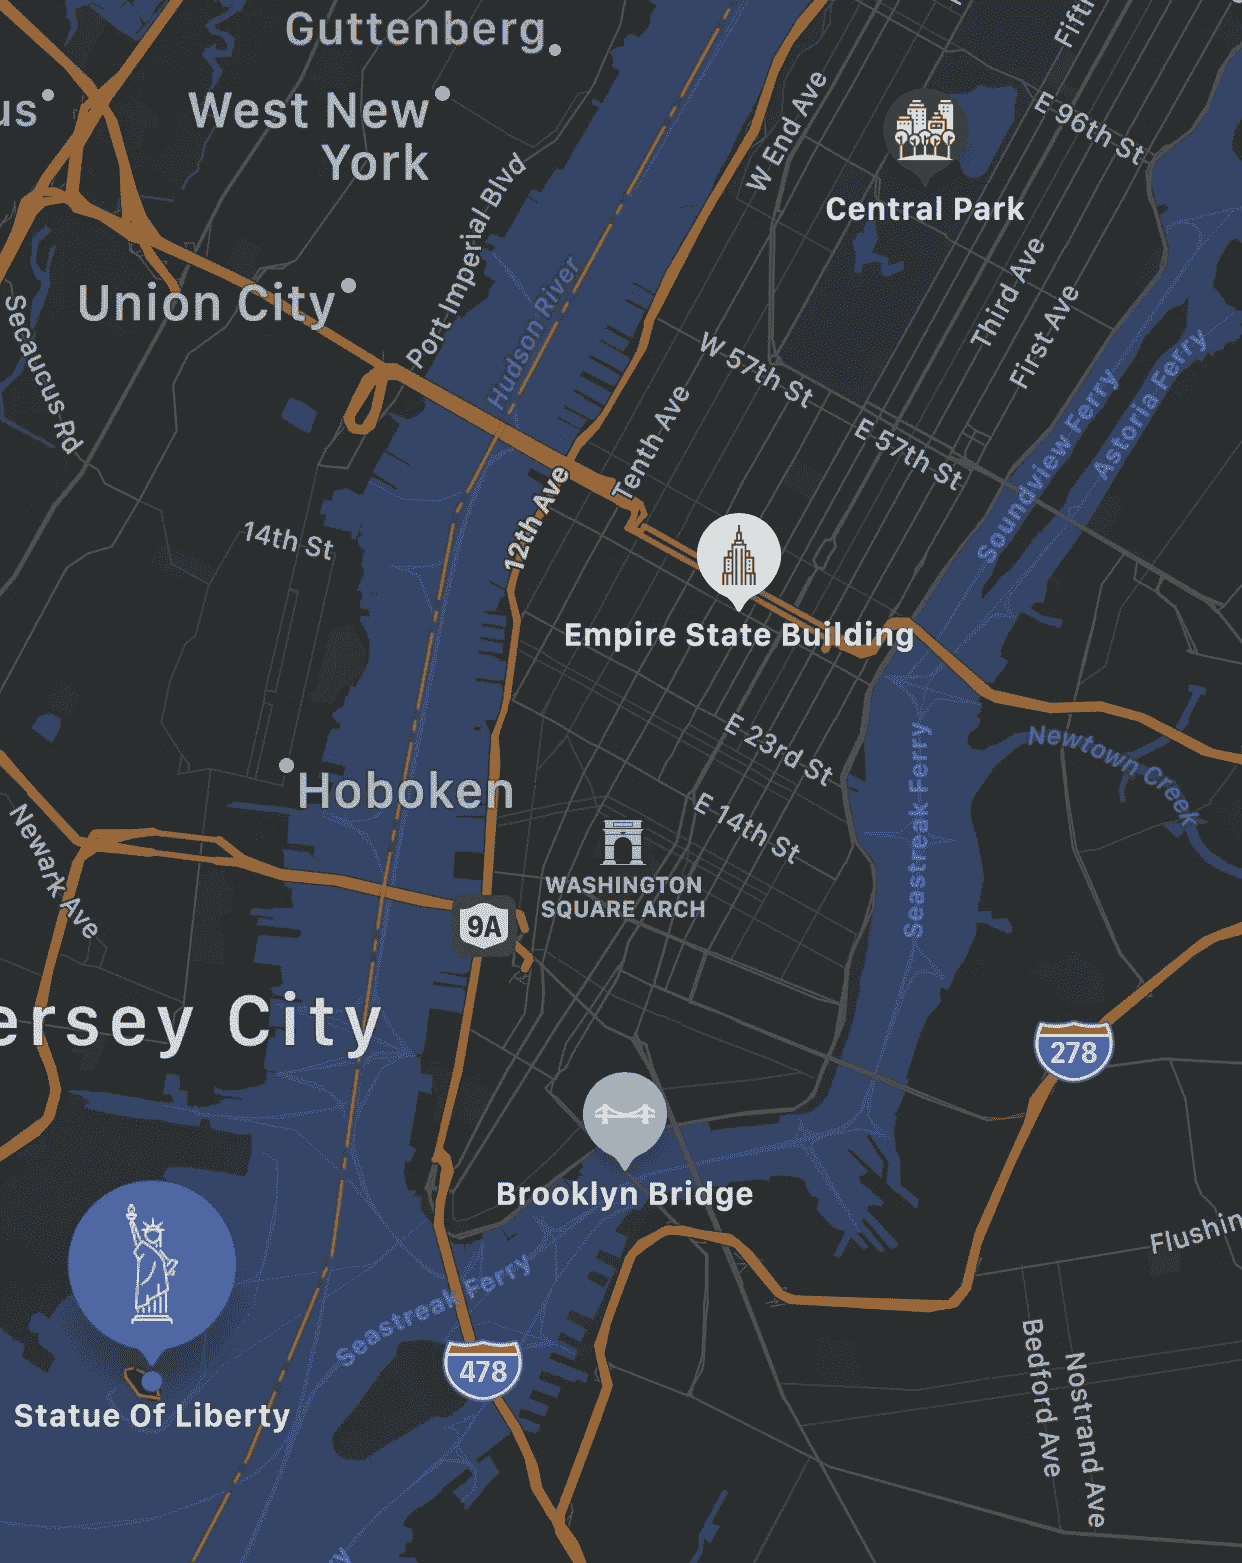 Guttenberg
Fifth
us
West New
York
W End Ave
E 96th St
Central Park
Port Imperial Blvd
Union City
Hudson River
Third Ave
First Ave
Secaucus Rd
W 57th St
E 57th St
Tenth Ave
Soundview Ferry
Astoria Ferry
12th Ave
14th St
Empire State Building
E 23rd St
Seastreak Ferry
Newtown Creek
Hoboken
E 14th St
Newark Ave
WASHINGTON
SQUARE ARCH
9A
ersey City
278
Brooklyn Bridge
Flushin
Seastreak Ferry
478
Bedford Ave
Nostrand Ave
Statue Of Liberty